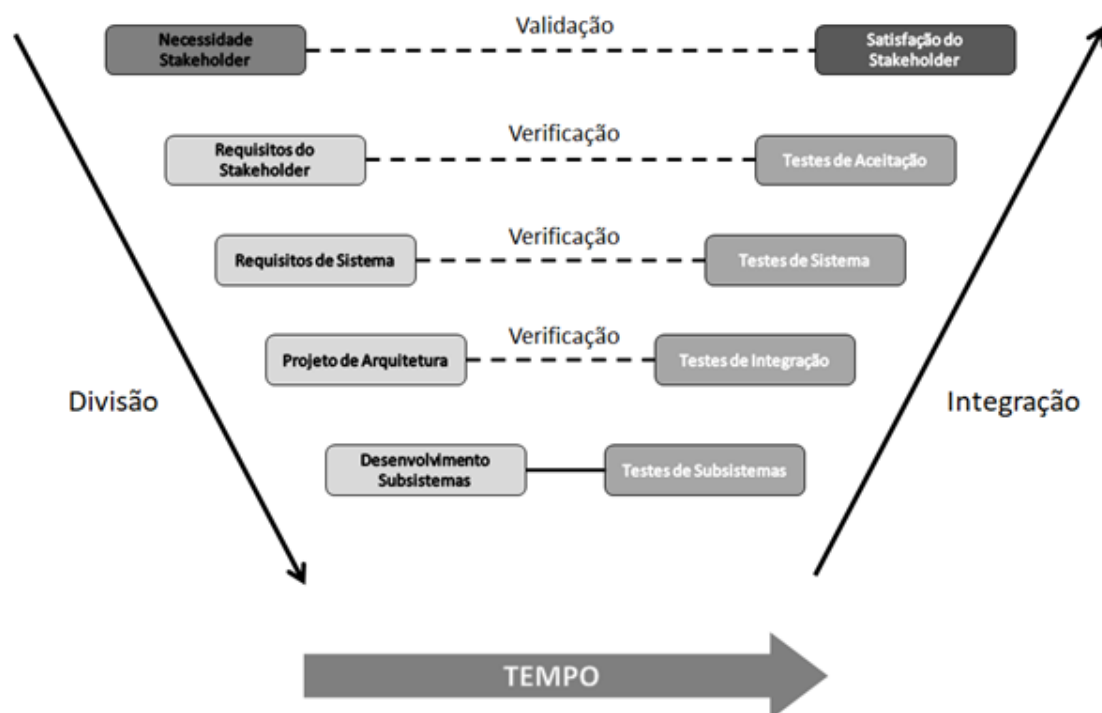 Validação
Necessidade
Stakeholder
Satisfação do
Stakeholder
Verificação
Requisitos do
Stakeholder
Testes de Aceitação
Verificação
Requisitos de Sistema
Testes de Sistema
Verificação
Projeto de Arquitetura
Testes de Integração
Divisão
Integração
Desenvolvimento
Subsistemas
Testes de Subsistemas
TEMPO